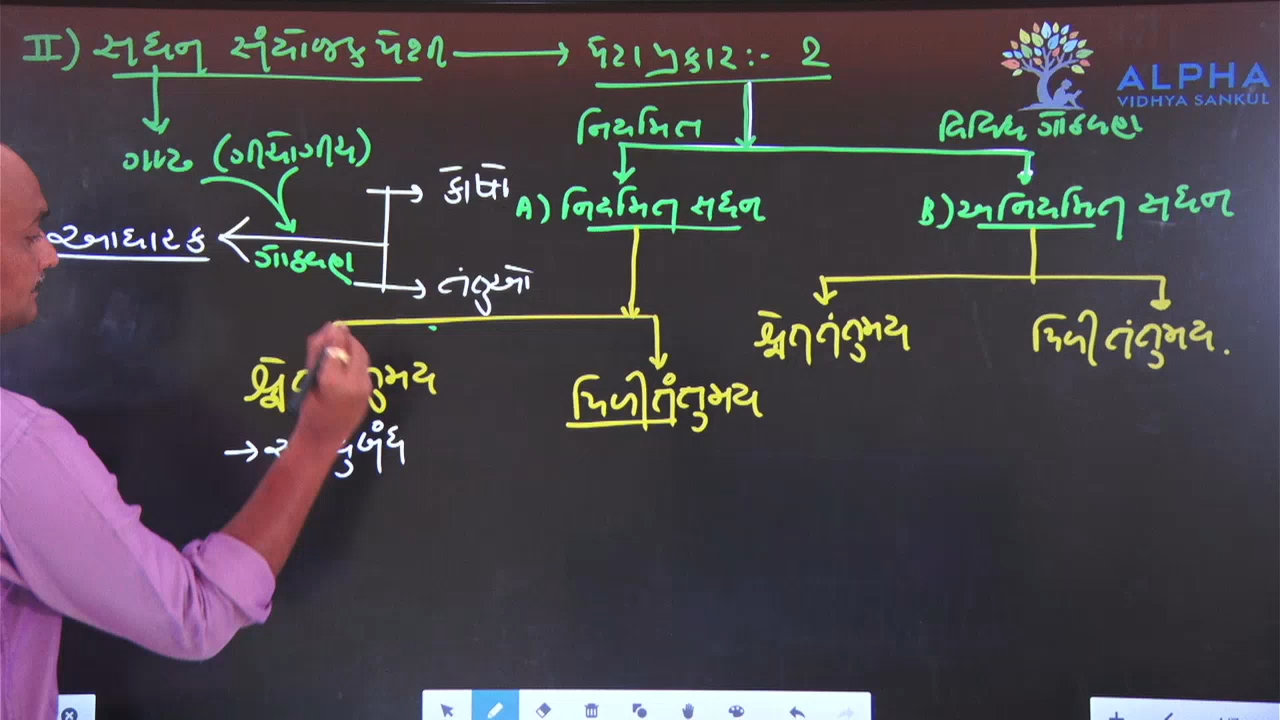 II) સઘન સંયોજક પેશી → પેટા પ્રકાર :- 2
ALPHA
VIDHYA SANKUL
નિયમિત
વિવિધ ગોઠવણ
ગાઢ (ગીચોગીચ)
કોષો
A) નિયમિત સઘન
B) અનિયમિત સઘન
આધારક
ગોઠવણ
તંતુઓ
શ્વેતતંતુમય
પિળી તંતુમય.
તુમય
પિળી તંતુમય
બંધ